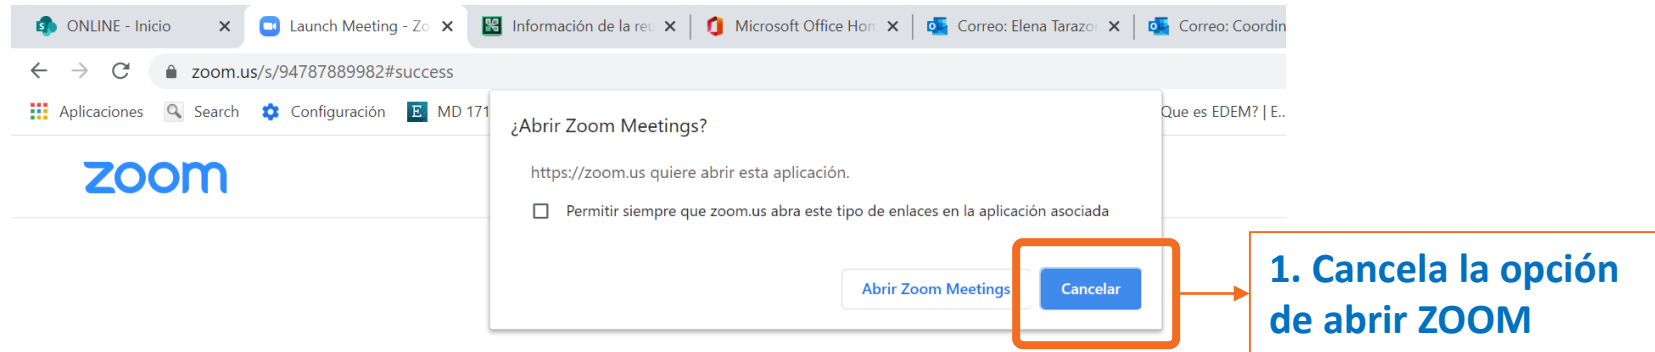 ONLINE - Inicio
Launch Meeting - Zo
Información de la reu
Microsoft Office Hom
Correo: Elena Tarazon
Correo: Coordin
zoom.us/s/94787889982#success
Aplicaciones
Search
Configuración
E
MD 171
Que es EDEM? | E...
zoom
¿Abrir Zoom Meetings?
https://zoom.us quiere abrir esta aplicación.
Permitir siempre que zoom.us abra este tipo de enlaces en la aplicación asociada
Abrir Zoom Meetings
Cancelar
1. Cancela la opción
de abrir ZOOM